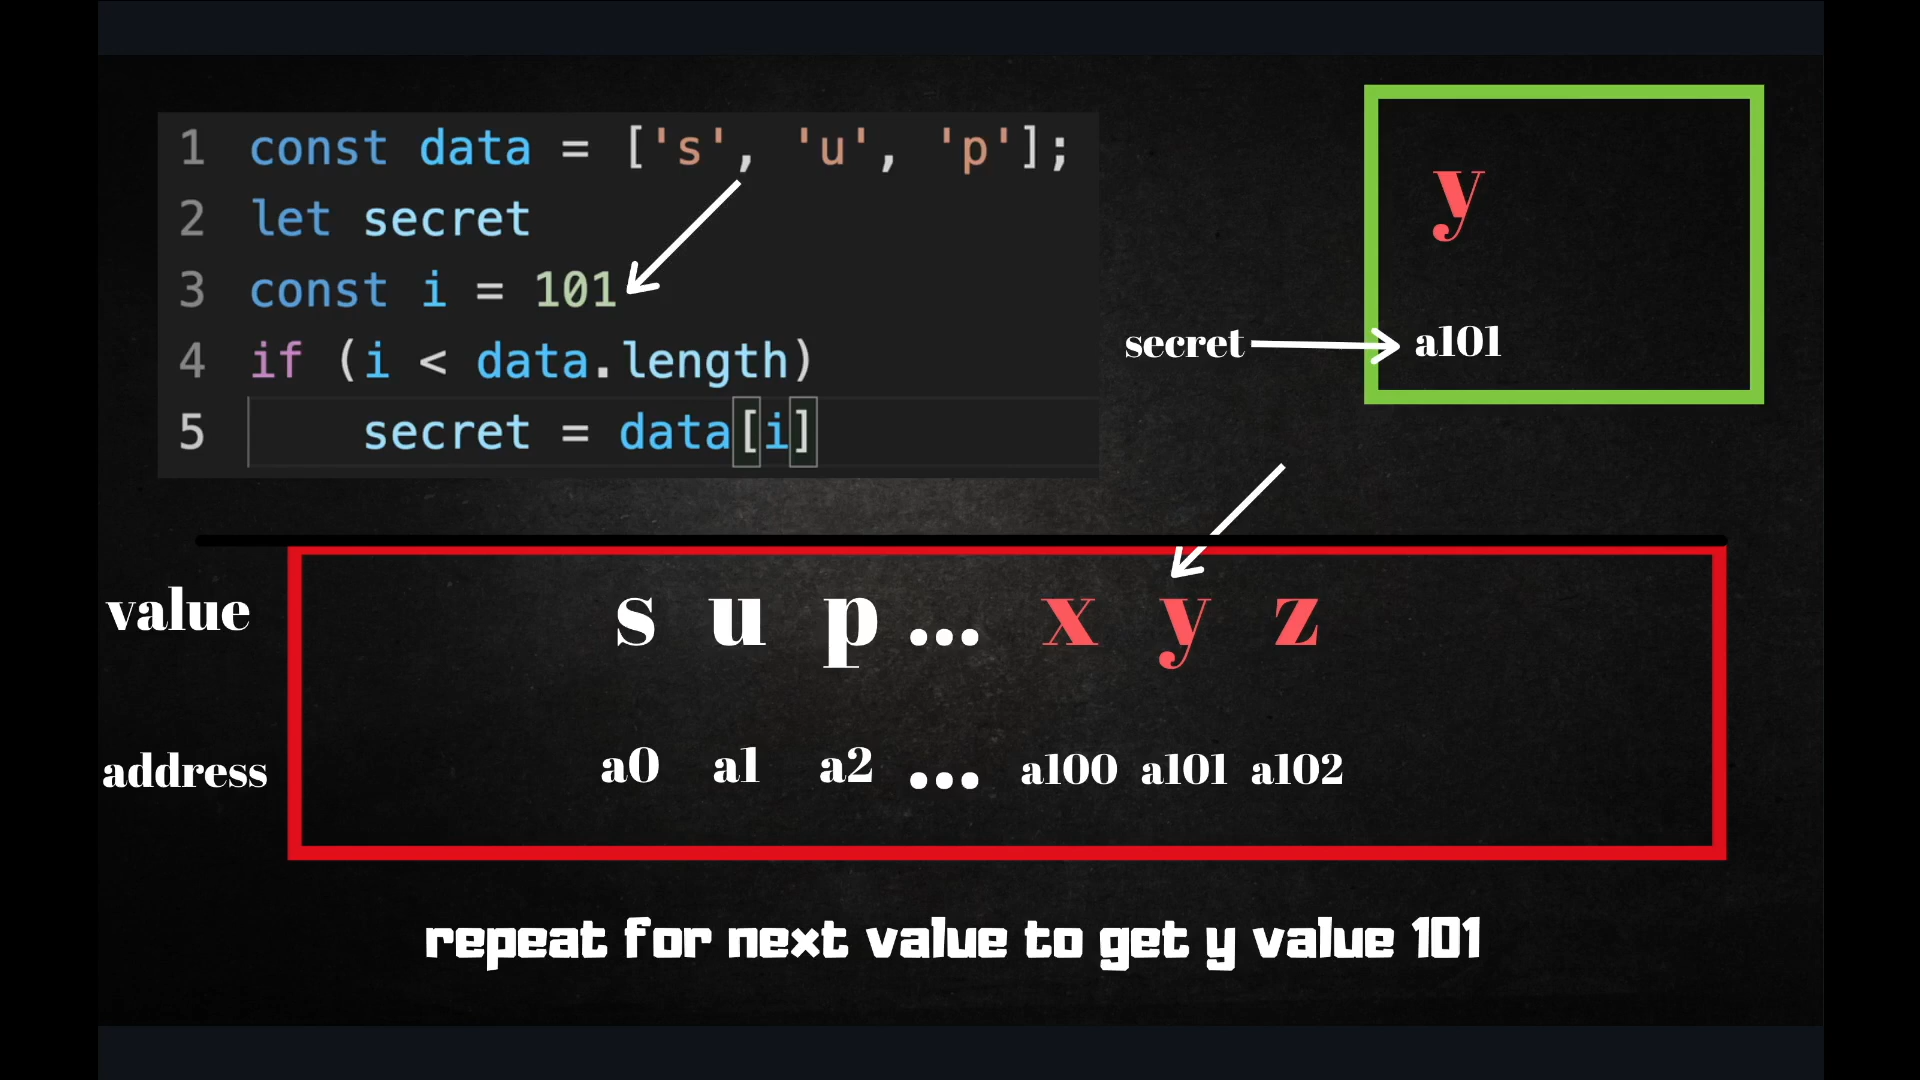 1 const data = ['s', 'u', 'p'];
2 let secret
3 const i = 101
4 if (i < data.length)
5 secret = data[i]
y
secret a101
value s u p ... x y z
address a0 a1 a2 ... a100 a101 a102
repeat for next value to get y value 101